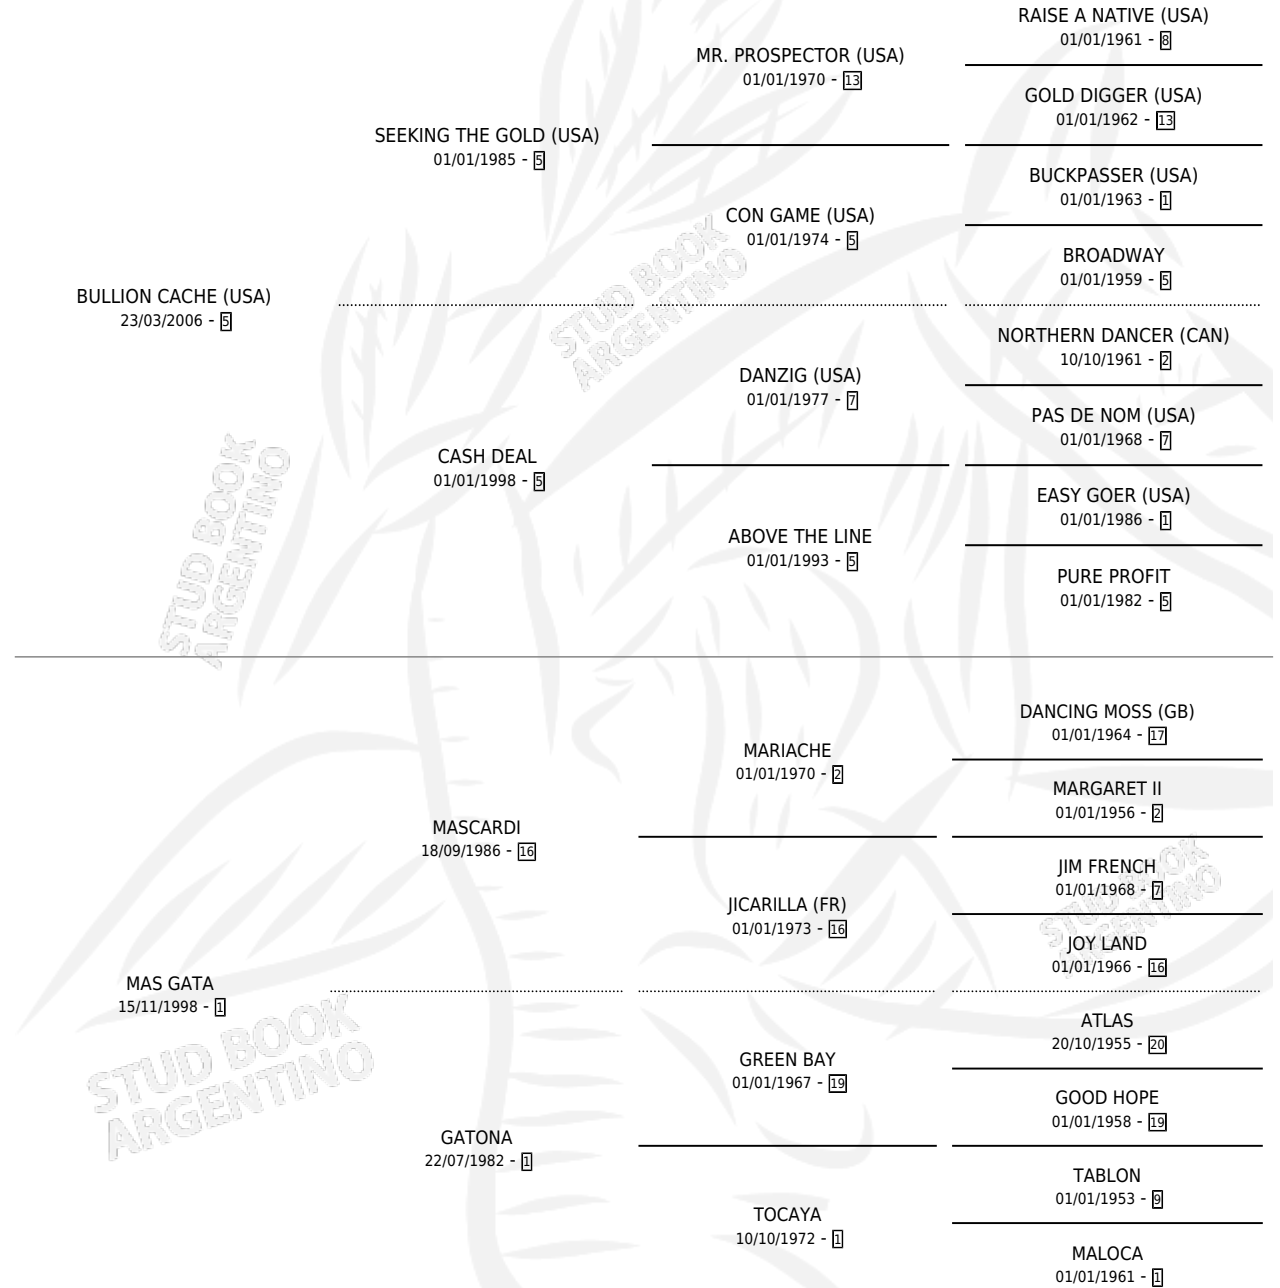 RAISE A NATIVE (USA)
01/01/1961 - 8
MR. PROSPECTOR (USA)
01/01/1970 - 13
GOLD DIGGER (USA)
01/01/1962 - 13
SEEKING THE GOLD (USA)
01/01/1985 - 5
BUCKPASSER (USA)
01/01/1963 - 1
CON GAME (USA)
01/01/1974 - 5
BROADWAY
01/01/1959 - 5
BULLION CACHE (USA)
23/03/2006 - 5
NORTHERN DANCER (CAN)
10/10/1961 - 2
DANZIG (USA)
01/01/1977 - 7
PAS DE NOM (USA)
01/01/1968 - 7
CASH DEAL
01/01/1998 - 5
EASY GOER (USA)
01/01/1986 - 1
ABOVE THE LINE
01/01/1993 - 5
PURE PROFIT
01/01/1982 - 5
STUD BOOK
ARGENTINO
STUD BOOK
ARGENTINO
DANCING MOSS (GB)
01/01/1964 - 17
MARIACHE
01/01/1970 - 2
MARGARET II
01/01/1956 - 2
MASCARDI
18/09/1986 - 16
JIM FRENCH
01/01/1968 - 7
JICARILLA (FR)
01/01/1973 - 16
JOY LAND
01/01/1966 - 16
MAS GATA
15/11/1998 - 1
ATLAS
20/10/1955 - 20
GREEN BAY
01/01/1967 - 19
GOOD HOPE
01/01/1958 - 19
GATONA
22/07/1982 - 1
TABLON
01/01/1953 - 9
TOCAYA
10/10/1972 - 1
MALOCA
01/01/1961 - 1
STUD BOOK
ARGENTINO
STUD BOOK
ARGENTINO